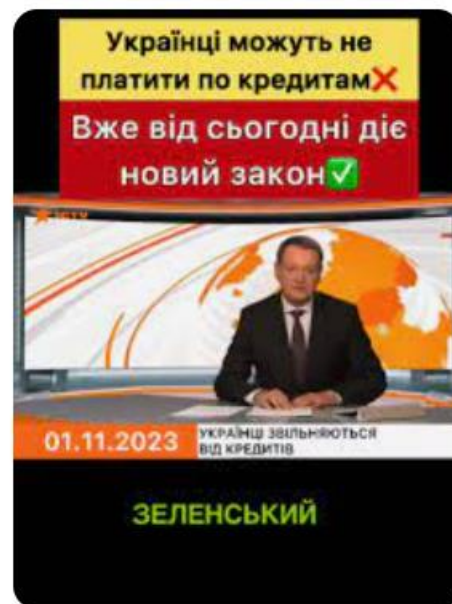 Українці можуть не
платити по кредитам❌
Вже від сьогодні діє
новий закон✅
ICTV
01.11.2023
УКРАЇНЦІ ЗВІЛЬНЯЮТЬСЯ
ВІД КРЕДИТІВ
ЗЕЛЕНСЬКИЙ